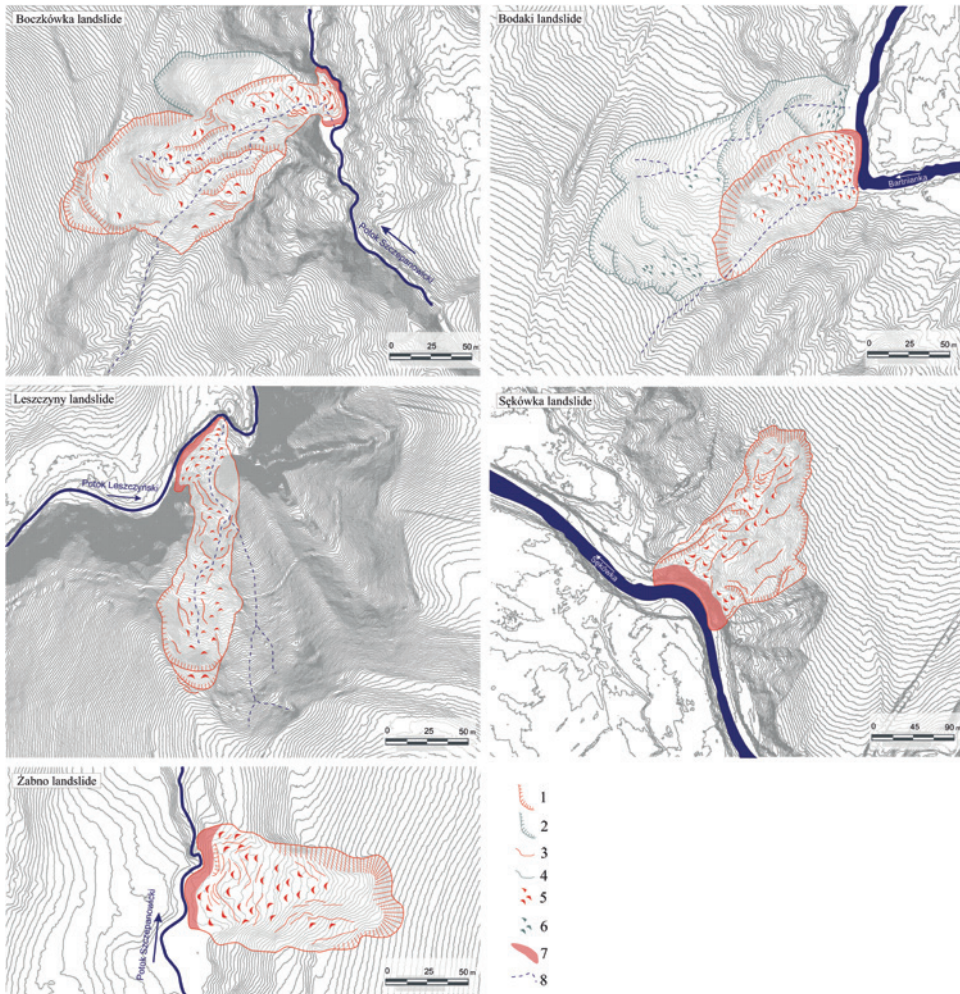 Boczkówka landslide
Potok Szczepanowicki
0 25 50 m
Bodaki landslide
Bartnianka
0 25 50 m
Leszczyny landslide
Potok Leszczyński
0 25 50 m
Sękówka landslide
Sękówka
0 45 90 m
Żabno landslide
Potok Szczepanowicki
0 25 50 m
1
2
3
4
5
6
7
8